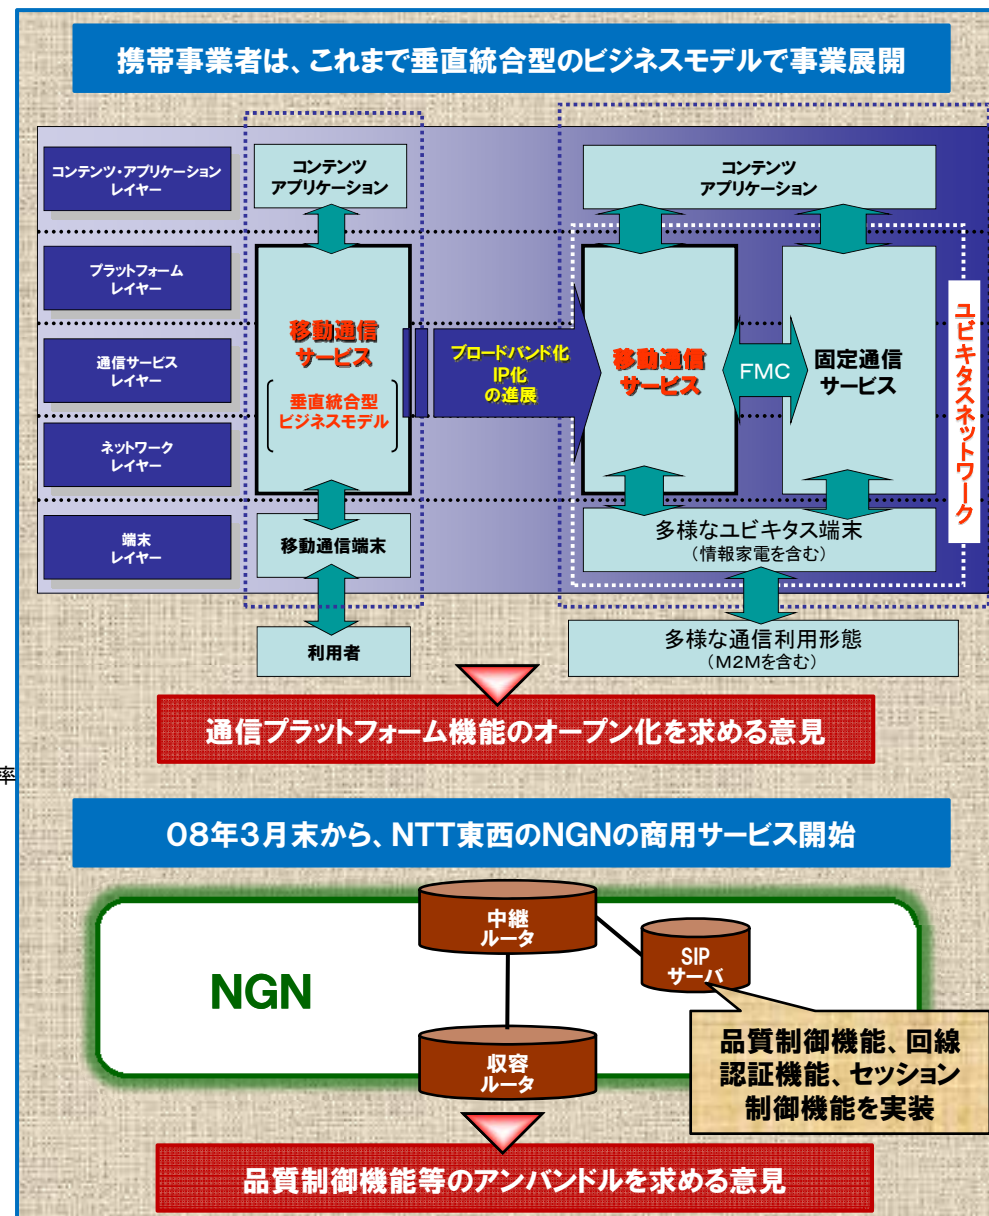 携帯事業者は、これまで垂直統合型のビジネスモデルで事業展開
コンテンツ・アプリケーション
レイヤー
プラットフォーム
レイヤー
通信サービス
レイヤー
ネットワーク
レイヤー
端末
レイヤー
コンテンツ
アプリケーション
移動通信
サービス
垂直統合型
ビジネスモデル
移動通信端末
利用者
ブロードバンド化
IP化
の進展
コンテンツ
アプリケーション
移動通信
サービス
FMC
固定通信
サービス
ユビキタスネットワーク
多様なユビキタス端末
（情報家電を含む）
多様な通信利用形態
（M2Mを含む）
通信プラットフォーム機能のオープン化を求める意見
率
08年3月末から、NTT東西のNGNの商用サービス開始
NGN
中継
ルータ
SIP
サーバ
収容
ルータ
品質制御機能、回線
認証機能、セッション
制御機能を実装
品質制御機能等のアンバンドルを求める意見